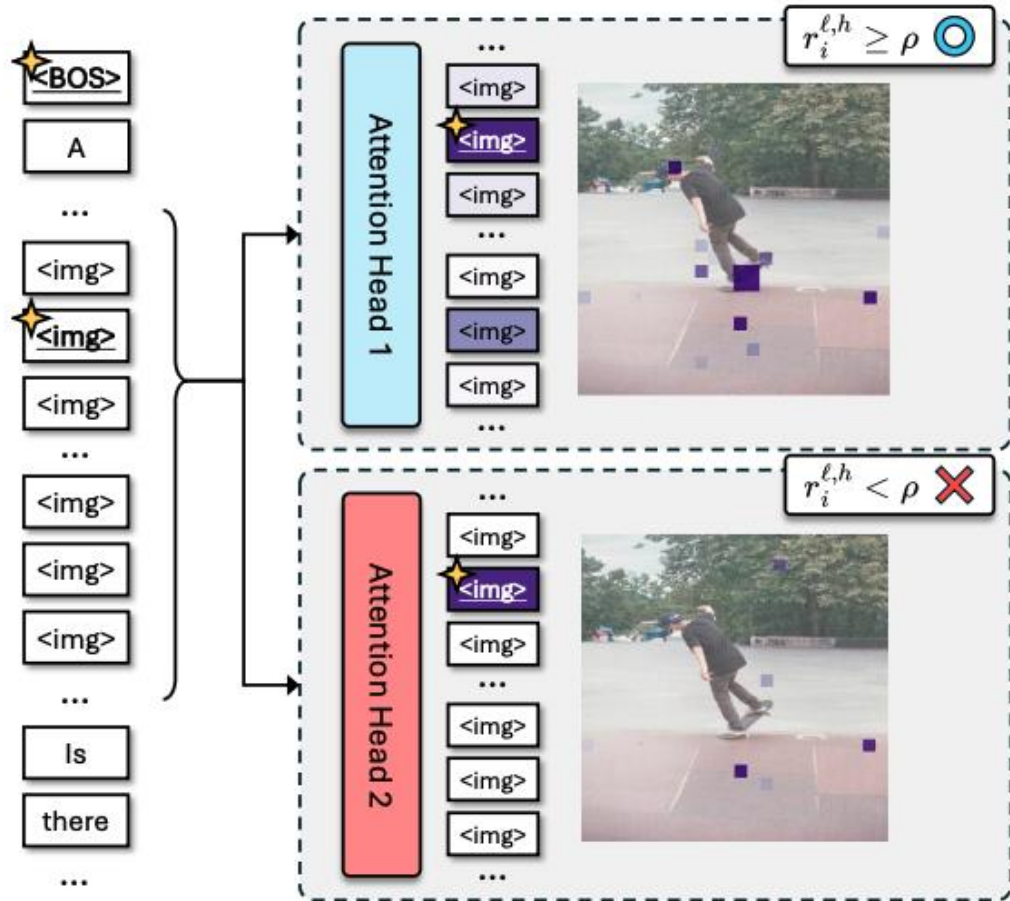 <BOS>
A
...
<img>
<img>
<img>
...
<img>
<img>
<img>
...
Is
there
...
Attention Head 1
...
<img>
<img>
<img>
...
<img>
<img>
<img>
...
r_i^{ℓ,h} ≥ ρ
Attention Head 2
...
<img>
<img>
<img>
...
<img>
<img>
<img>
...
r_i^{ℓ,h} < ρ